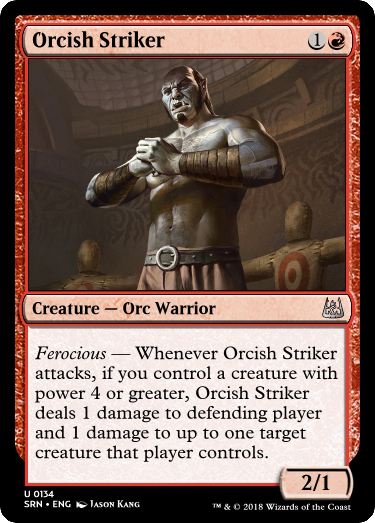 Orcish Striker 1
Creature — Orc Warrior
Ferocious — Whenever Orcish Striker
attacks, if you control a creature with
power 4 or greater, Orcish Striker
deals 1 damage to defending player
and 1 damage to up to one target
creature that player controls.
2/1
U 0134
SRN • ENG Jason Kang
™ & © 2018 Wizards of the Coast